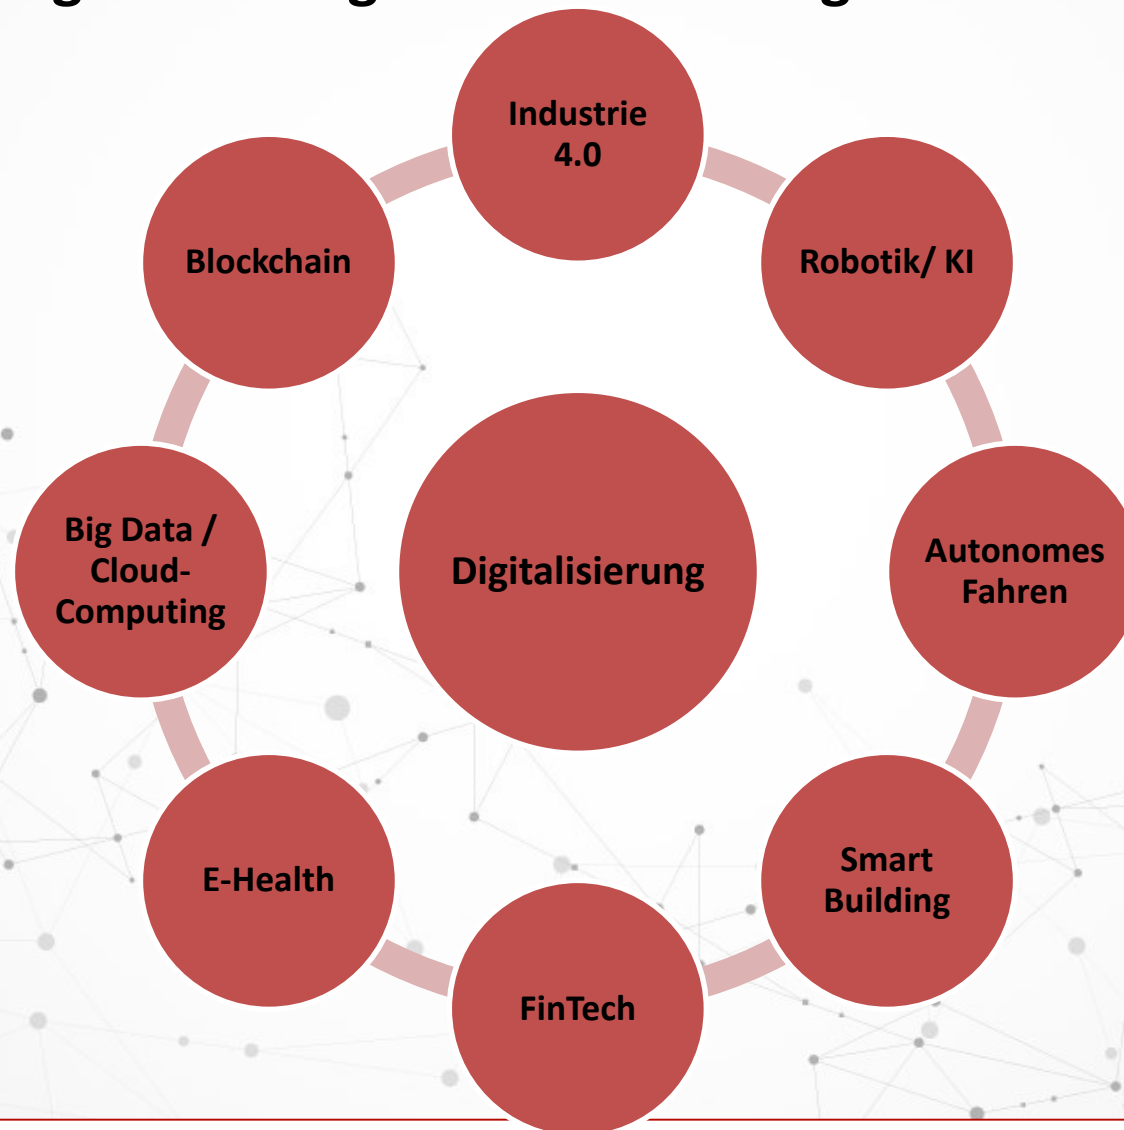 Industrie
4.0
Robotik/ KI
Autonomes
Fahren
Smart
Building
FinTech
E-Health
Big Data /
Cloud-
Computing
Blockchain
Digitalisierung